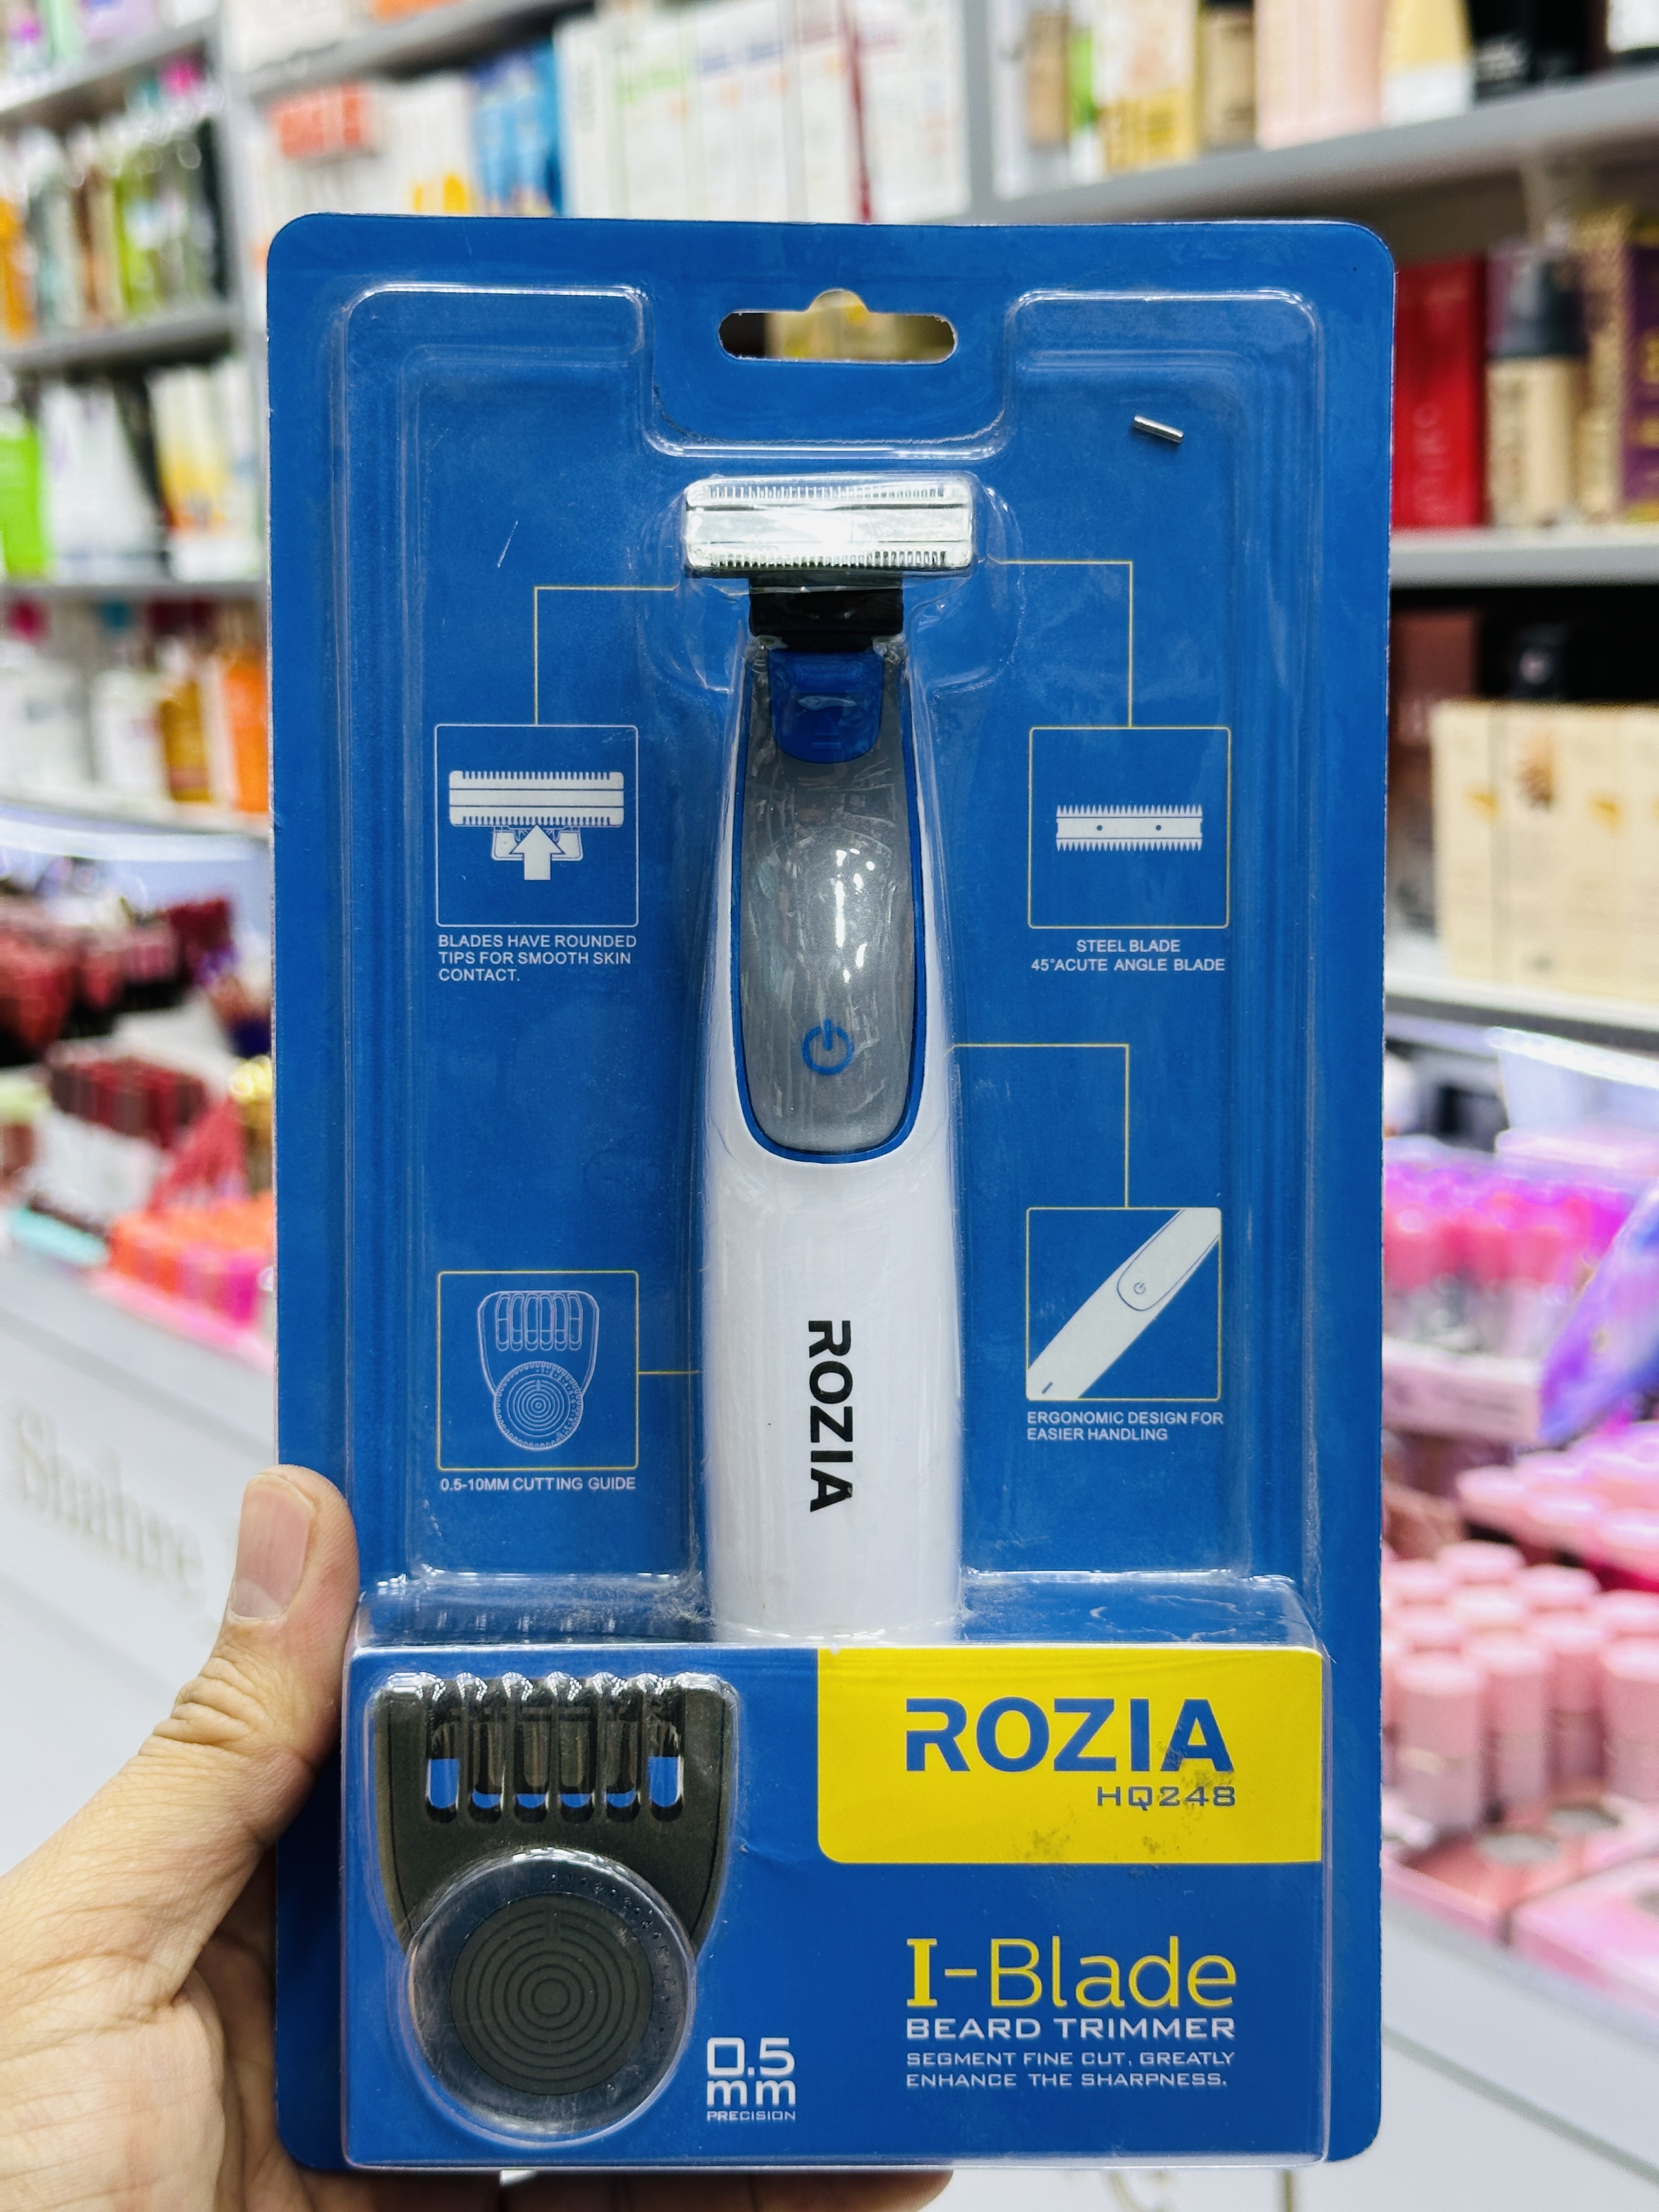 BLADES HAVE ROUNDED
TIPS FOR SMOOTH SKIN
CONTACT.
STEEL BLADE
45°ACUTE ANGLE BLADE
0.5-10MM CUTTING GUIDE
ERGONOMIC DESIGN FOR
EASIER HANDLING
ROZIA
ROZIA
HQ248
I-Blade
BEARD TRIMMER
SEGMENT FINE CUT, GREATLY
ENHANCE THE SHARPNESS.
0.5
mm
PRECISION